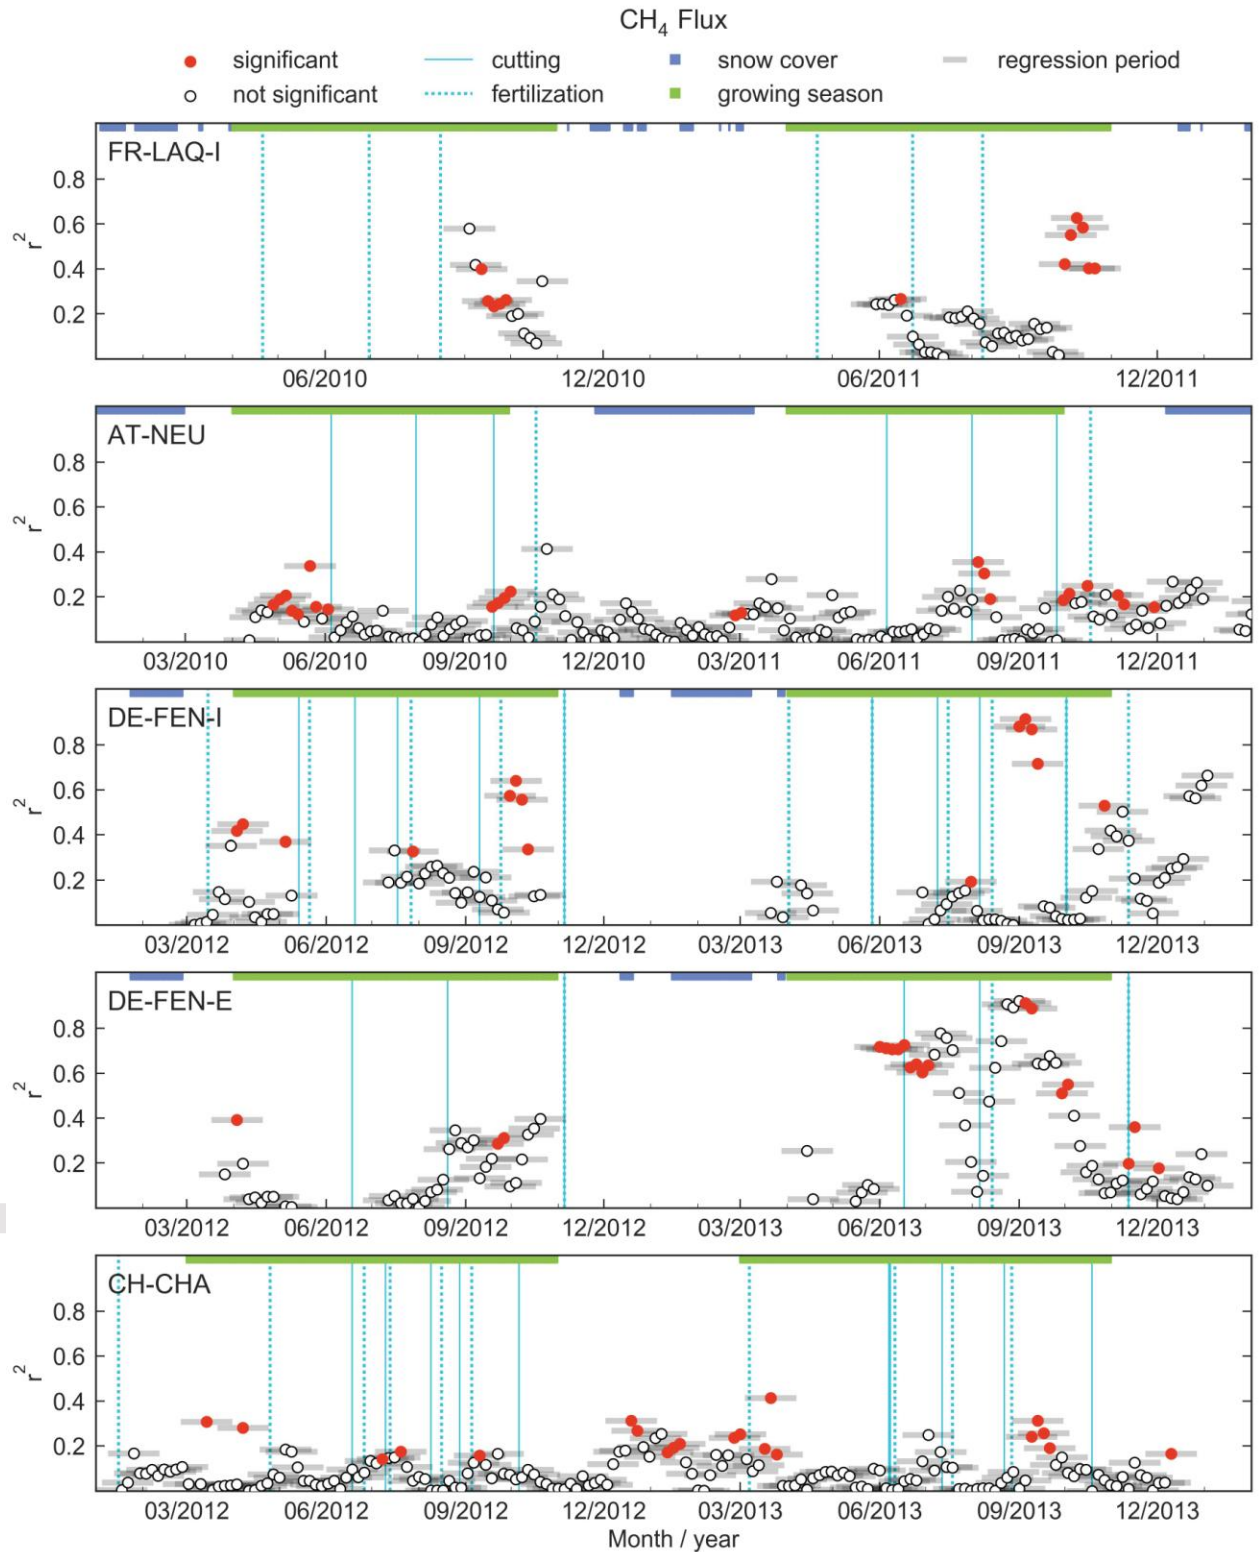 CH4 Flux
significant cutting snow cover regression period
not significant fertilization growing season
FR-LAQ-I
0.8
0.6
r2
0.4
0.2
06/2010 12/2010 06/2011 12/2011
AT-NEU
0.8
0.6
r2
0.4
0.2
03/2010 06/2010 09/2010 12/2010 03/2011 06/2011 09/2011 12/2011
DE-FEN-I
0.8
0.6
r2
0.4
0.2
03/2012 06/2012 09/2012 12/2012 03/2013 06/2013 09/2013 12/2013
DE-FEN-E
0.8
0.6
r2
0.4
0.2
03/2012 06/2012 09/2012 12/2012 03/2013 06/2013 09/2013 12/2013
CH-CHA
0.8
0.6
r2
0.4
0.2
03/2012 06/2012 09/2012 12/2012 03/2013 06/2013 09/2013 12/2013
Month / year